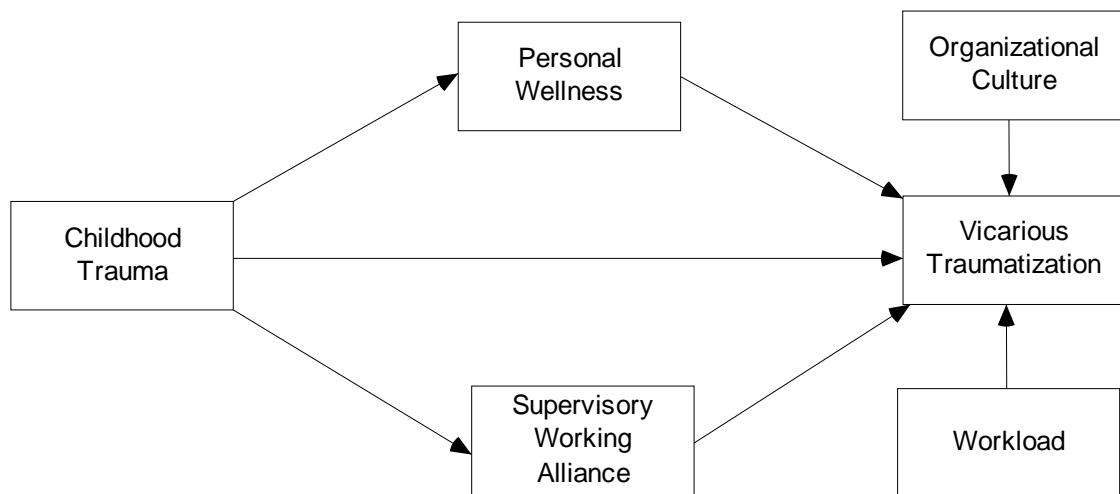 Personal
Wellness
Organizational
Culture
Childhood
Trauma
Vicarious
Traumatization
Supervisory
Working
Alliance
Workload